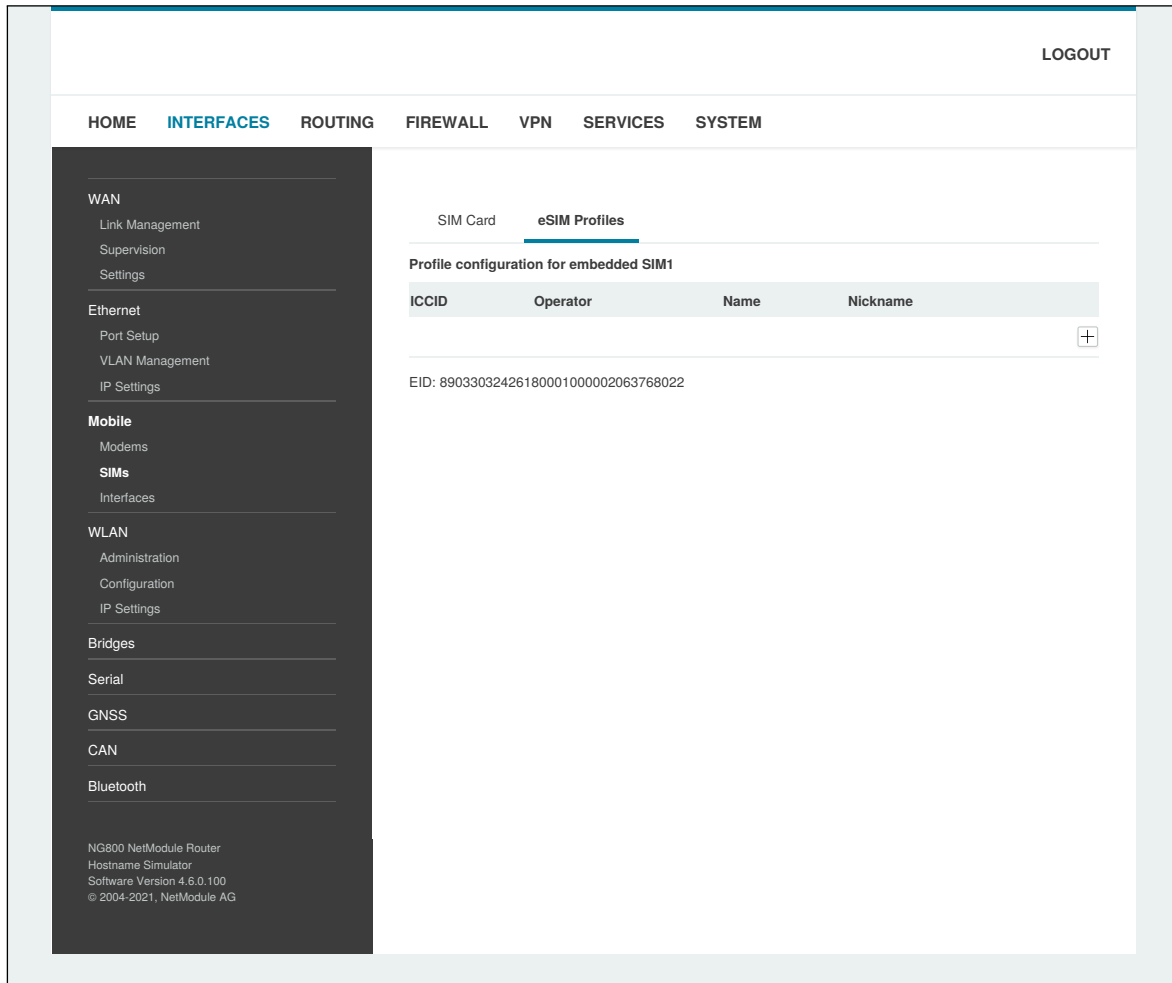 LOGOUT
HOME INTERFACES ROUTING FIREWALL VPN SERVICES SYSTEM
WAN
Link Management
Supervision
Settings
Ethernet
Port Setup
VLAN Management
IP Settings
Mobile
Modems
SIMs
Interfaces
WLAN
Administration
Configuration
IP Settings
Bridges
Serial
GNSS
CAN
Bluetooth
NG800 NetModule Router
Hostname Simulator
Software Version 4.6.0.100
© 2004-2021, NetModule AG
SIM Card eSIM Profiles
Profile configuration for embedded SIM1
ICCID Operator Name Nickname
EID: 89033032426180001000002063768022